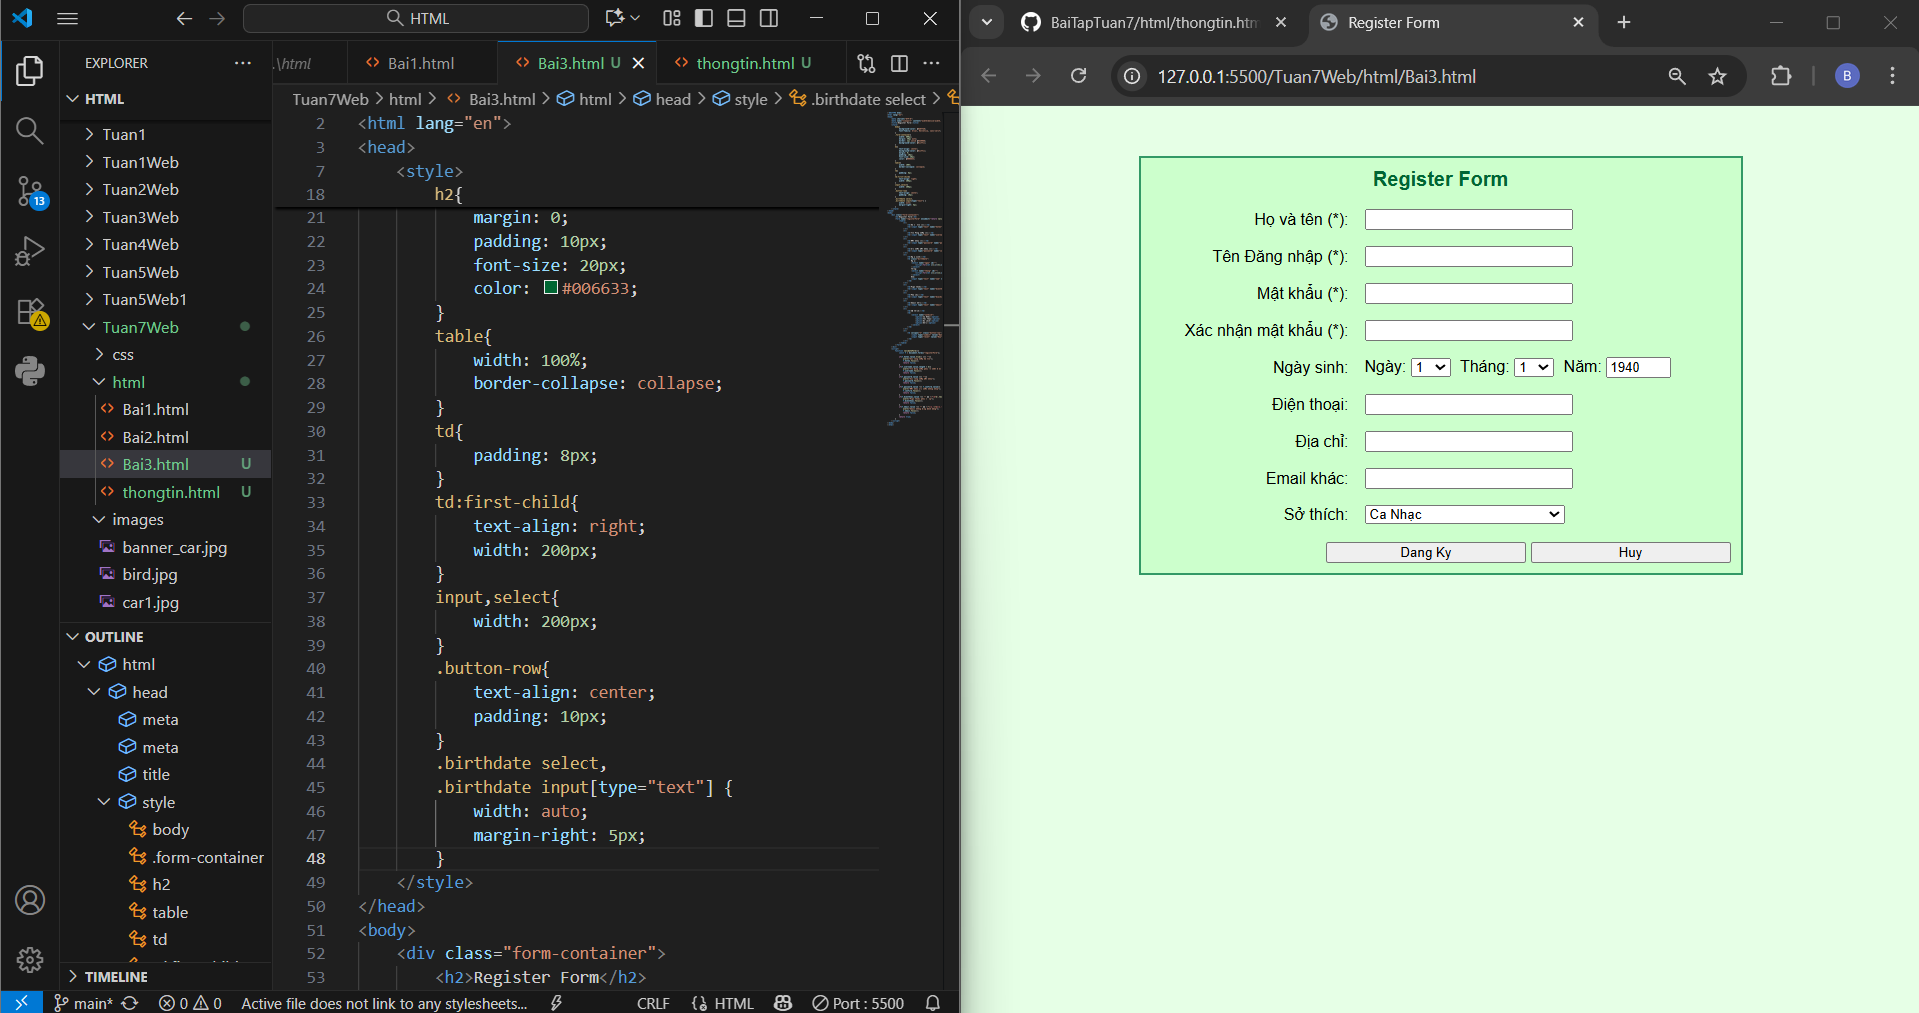 HTML
EXPLORER
HTML
Tuan1
Tuan1Web
Tuan2Web
Tuan3Web
Tuan4Web
Tuan5Web
Tuan5Web1
Tuan7Web
css
html
Bai1.html
Bai2.html
Bai3.html U
thongtin.html U
images
banner_car.jpg
bird.jpg
car1.jpg
OUTLINE
html
head
meta
meta
title
style
body
.form-container
h2
table
td
TIMELINE
.\html
Bai1.html
Bai3.html U
thongtin.html U
Tuan7Web > html > Bai3.html > html > head > style > .birthdate select >
2 <html lang="en">
3 <head>
7 <style>
18 h2{
21 margin: 0;
22 padding: 10px;
23 font-size: 20px;
24 color: #006633;
25 }
26 table{
27 width: 100%;
28 border-collapse: collapse;
29 }
30 td{
31 padding: 8px;
32 }
33 td:first-child{
34 text-align: right;
35 width: 200px;
36 }
37 input,select{
38 width: 200px;
39 }
40 .button-row{
41 text-align: center;
42 padding: 10px;
43 }
44 .birthdate select,
45 .birthdate input[type="text"] {
46 width: auto;
47 margin-right: 5px;
48 }
49 </style>
50 </head>
51 <body>
52 <div class="form-container">
53 <h2>Register Form</h2>
13
main* 0 0 Active file does not link to any stylesheets... CRLF HTML Port : 5500
BaiTapTuan7/html/thongtin.htm
Register Form
127.0.0.1:5500/Tuan7Web/html/Bai3.html
B
Register Form
Họ và tên (*):
Tên Đăng nhập (*):
Mật khẩu (*):
Xác nhận mật khẩu (*):
Ngày sinh: Ngày: 1 Tháng: 1 Năm: 1940
Điện thoại:
Địa chỉ:
Email khác:
Sở thích: Ca Nhạc
Dang Ky Huy